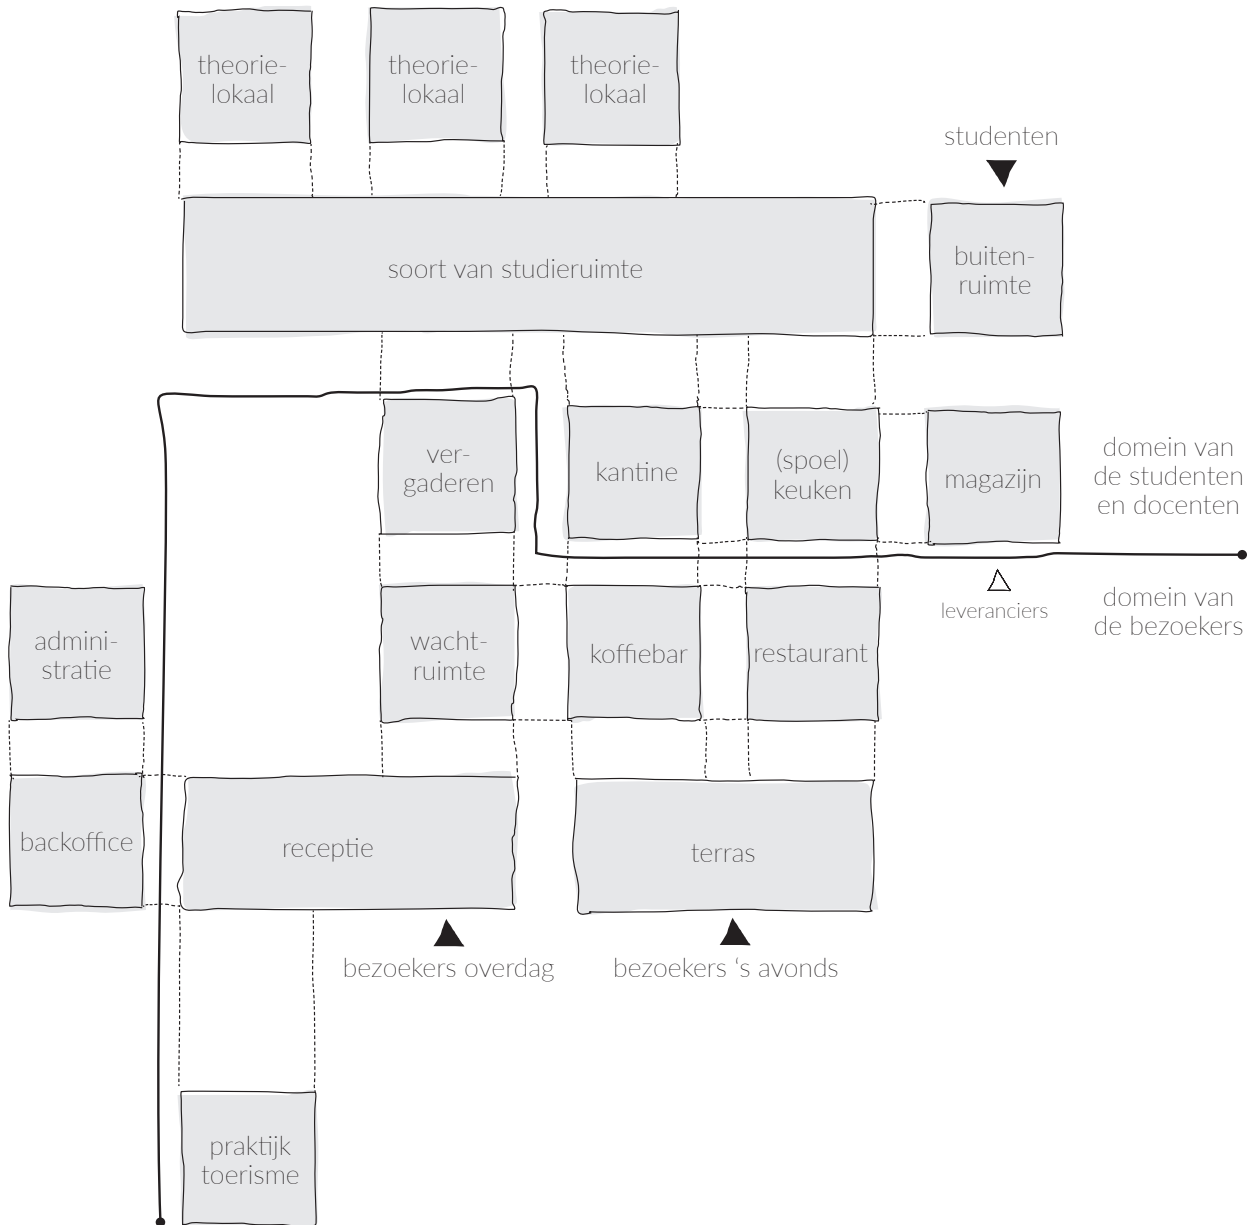 theorie-
lokaal
theorie-
lokaal
theorie-
lokaal
studenten
soort van studieruimte
buiten-
ruimte
ver-
gaderen
kantine
(spoel)
keuken
magazijn
domein van
de studenten
en docenten
admini-
stratie
wacht-
ruimte
koffiebar
restaurant
leveranciers
domein van
de bezoekers
backoffice
receptie
terras
bezoekers overdag
bezoekers ‘s avonds
praktijk
toerisme